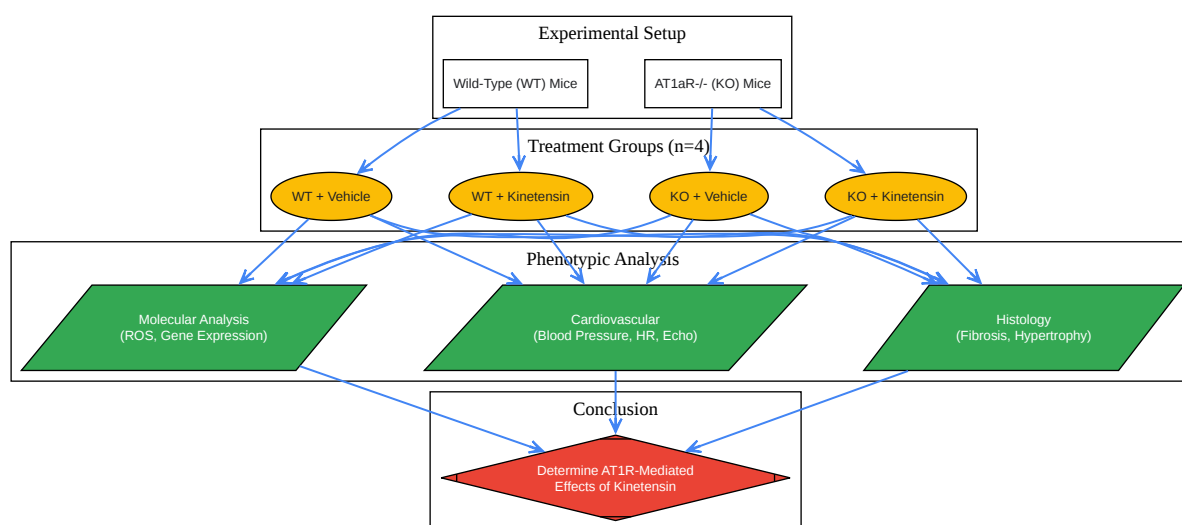 Experimental Setup
Wild-Type (WT) Mice
AT1aR-/- (KO) Mice
Treatment Groups (n=4)
WT + Vehicle
WT + Kinetensin
KO + Vehicle
KO + Kinetensin
Phenotypic Analysis
Molecular Analysis
(ROS, Gene Expression)
Cardiovascular
(Blood Pressure, HR, Echo)
Histology
(Fibrosis, Hypertrophy)
Conclusion
Determine AT1R-Mediated
Effects of Kinetensin